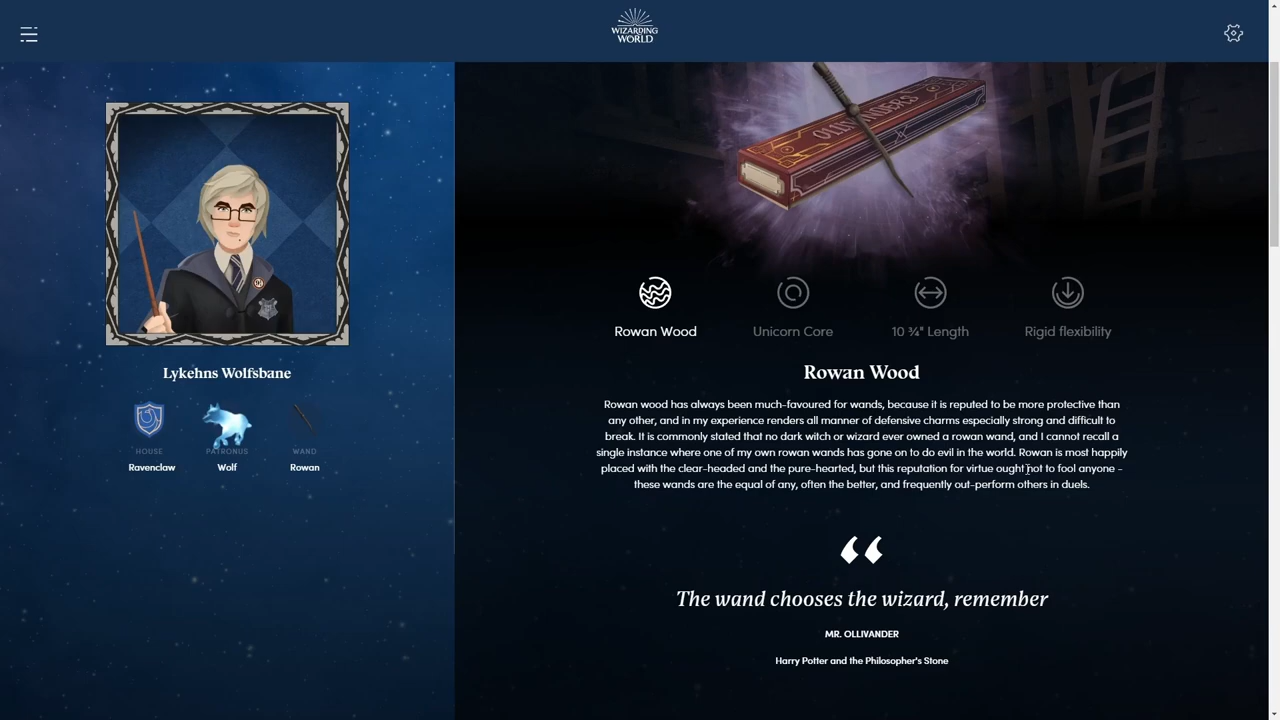 WIZARDING
WORLD
OLLIVANDERS
Lykehns Wolfsbane
HOUSE
PATRONUS
WAND
Ravenclaw
Wolf
Rowan
Rowan Wood
Unicorn Core
10 ¾" Length
Rigid flexibility
Rowan Wood
Rowan wood has always been much-favoured for wands, because it is reputed to be more protective than
any other, and in my experience renders all manner of defensive charms especially strong and difficult to
break. It is commonly stated that no dark witch or wizard ever owned a rowan wand, and I cannot recall a
single instance where one of my own rowan wands has gone on to do evil in the world. Rowan is most happily
placed with the clear-headed and the pure-hearted, but this reputation for virtue ought not to fool anyone -
these wands are the equal of any, often the better, and frequently out-perform others in duels.
“
The wand chooses the wizard, remember
MR. OLLIVANDER
Harry Potter and the Philosopher's Stone